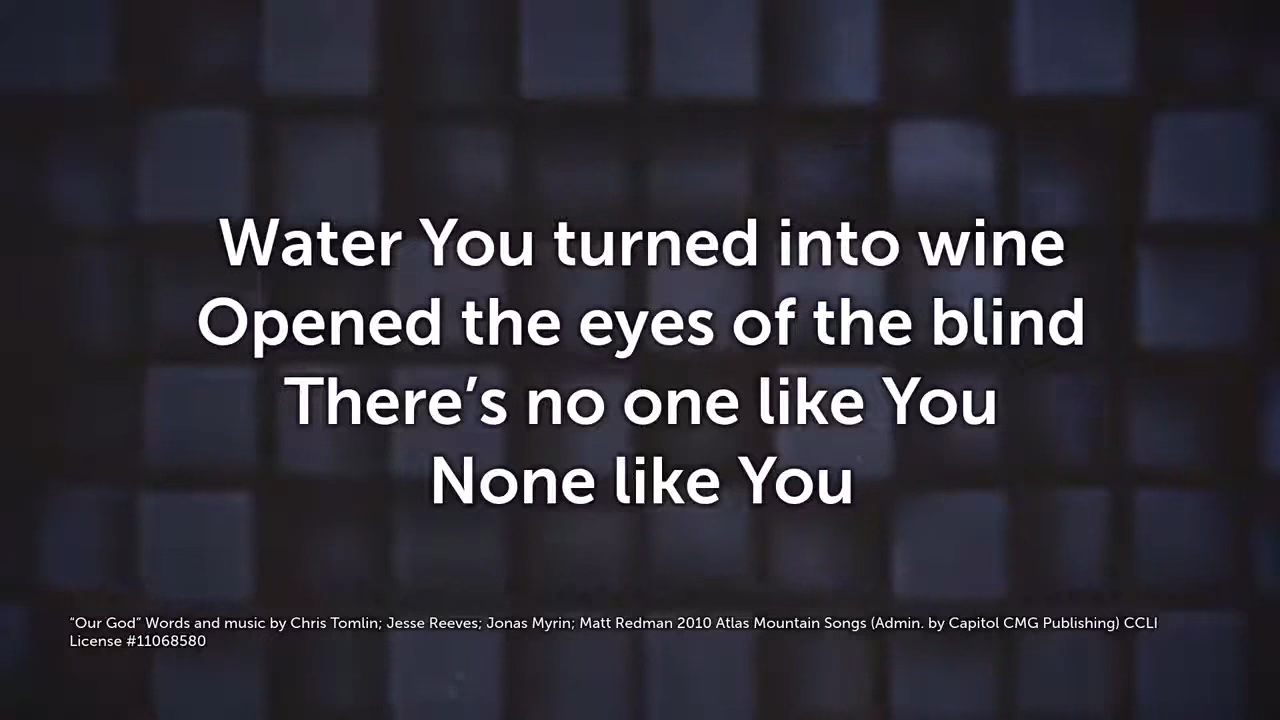 Water You turned into wine
Opened the eyes of the blind
There’s no one like You
None like You
“Our God” Words and music by Chris Tomlin; Jesse Reeves; Jonas Myrin; Matt Redman 2010 Atlas Mountain Songs (Admin. by Capitol CMG Publishing) CCLI
License #11068580